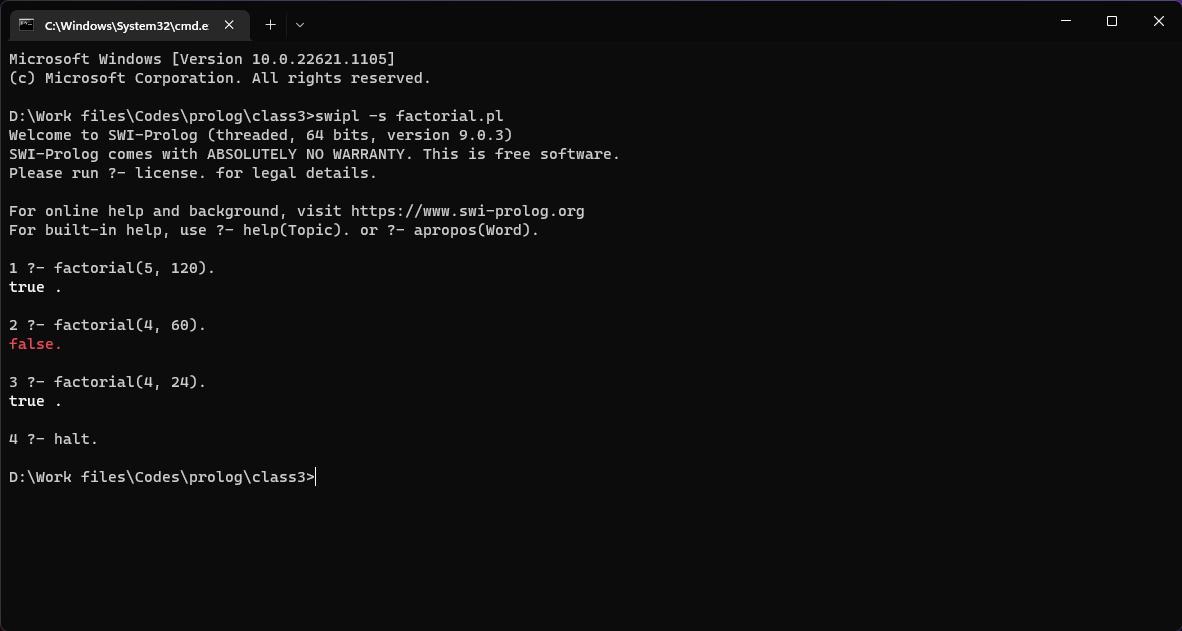 C:\Windows\System32\cmd.e
Microsoft Windows [Version 10.0.22621.1105]
(c) Microsoft Corporation. All rights reserved.
D:\Work files\Codes\prolog\class3>swipl -s factorial.pl
Welcome to SWI-Prolog (threaded, 64 bits, version 9.0.3)
SWI-Prolog comes with ABSOLUTELY NO WARRANTY. This is free software.
Please run ?- license. for legal details.
For online help and background, visit https://www.swi-prolog.org
For built-in help, use ?- help(Topic). or ?- apropos(Word).
1 ?- factorial(5, 120).
true .
2 ?- factorial(4, 60).
false.
3 ?- factorial(4, 24).
true .
4 ?- halt.
D:\Work files\Codes\prolog\class3>